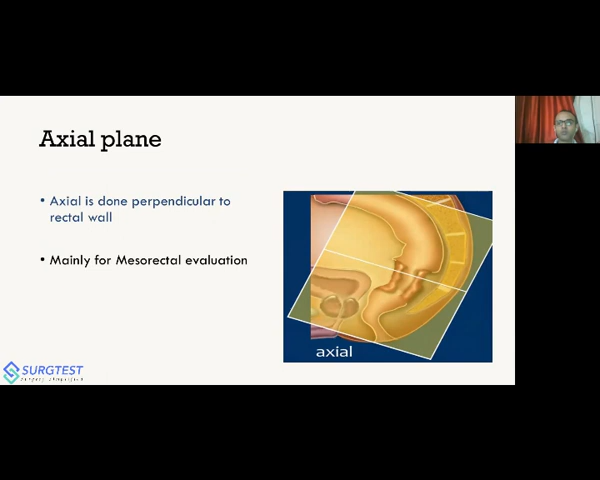 Axial plane
• Axial is done perpendicular to
rectal wall
• Mainly for Mesorectal evaluation
axial
SURGTEST